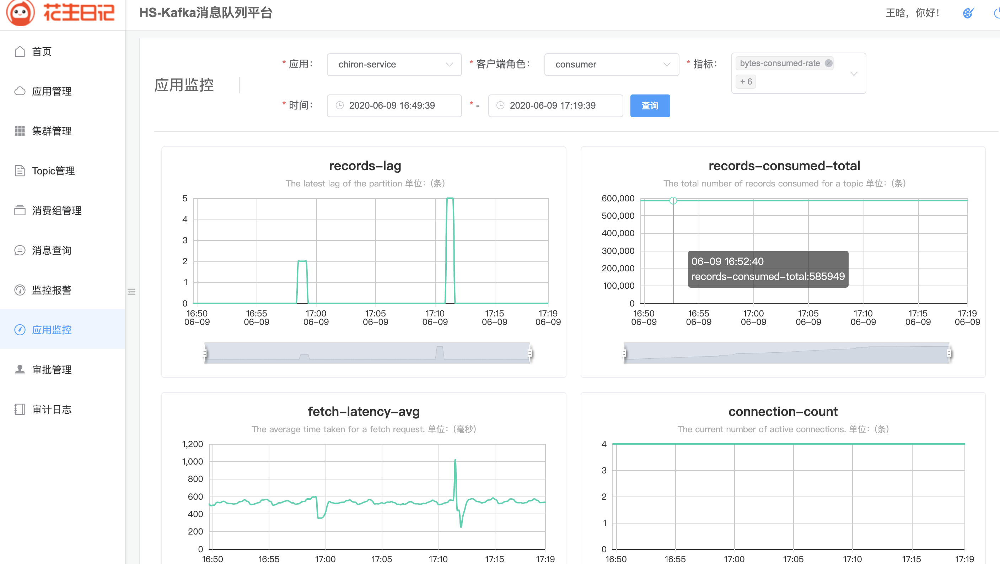 花生日记
HS-Kafka消息队列平台
王晗，你好！
首页
应用管理
集群管理
Topic管理
消费组管理
消息查询
监控报警
应用监控
审批管理
审计日志
应用监控
* 应用： chiron-service
* 客户端角色： consumer
* 指标： bytes-consumed-rate
+ 6
* 时间： 2020-06-09 16:49:39
* - 2020-06-09 17:19:39
查询
records-lag
The latest lag of the partition 单位：（条）
5
4
3
2
1
0
16:50 16:55 17:00 17:05 17:10 17:15 17:19
06-09 06-09 06-09 06-09 06-09 06-09 06-09
records-consumed-total
The total number of records consumed for a topic 单位：（条）
600,000
500,000
400,000
300,000
200,000
100,000
0
06-09 16:52:40
records-consumed-total:585949
16:50 16:55 17:00 17:05 17:10 17:15 17:19
06-09 06-09 06-09 06-09 06-09 06-09 06-09
fetch-latency-avg
The average time taken for a fetch request. 单位：（毫秒）
1,200
1,000
800
600
400
200
0
16:50 16:55 17:00 17:05 17:10 17:15 17:19
connection-count
The current number of active connections. 单位：（条）
4
3
2
1
0
16:50 16:55 17:00 17:05 17:10 17:15 17:19